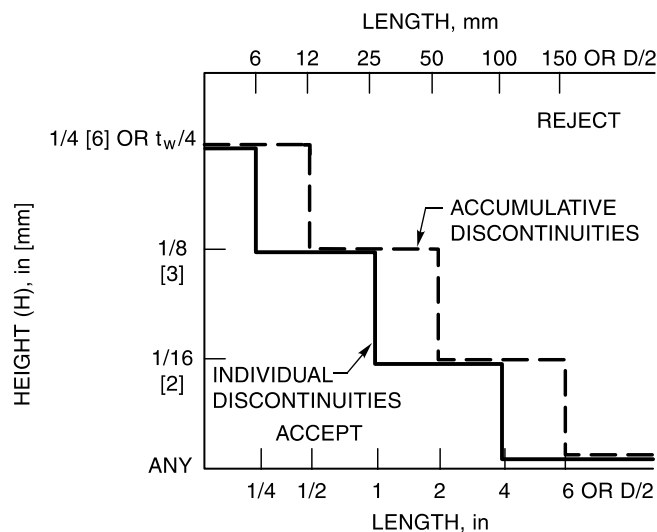 LENGTH, mm
6 12 25 50 100 150 OR D/2
REJECT
1/4 [6] OR tw/4
ACCUMULATIVE
DISCONTINUITIES
HEIGHT (H), in [mm]
1/8
[3]
1/16
[2]
INDIVIDUAL
DISCONTINUITIES
ACCEPT
ANY
1/4 1/2 1 2 4 6 OR D/2
LENGTH, in